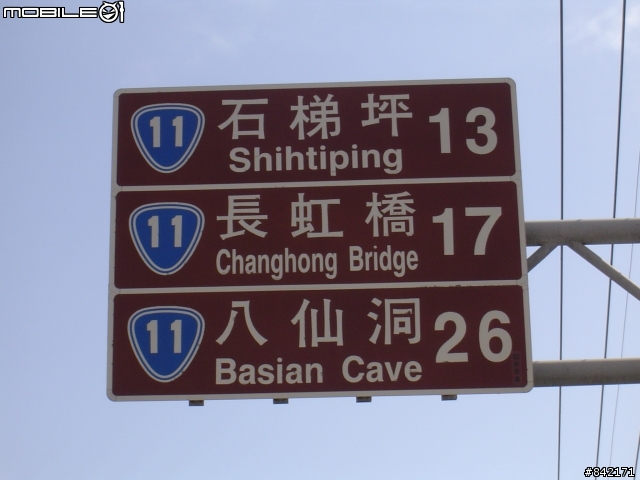 MOBILE01
11 石梯坪 13
Shihtiping
11 長虹橋 17
Changhong Bridge
11 八仙洞 26
Basian Cave
#842171